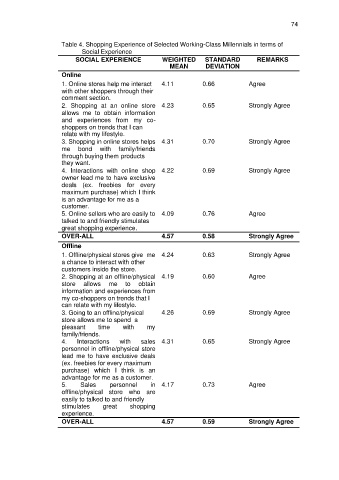 74
Table 4. Shopping Experience of Selected Working-Class Millennials in terms of
Social Experience
SOCIAL EXPERIENCE WEIGHTED STANDARD REMARKS
MEAN DEVIATION
Online
1. Online stores help me interact 4.11 0.66 Agree
with other shoppers through their
comment section.
2. Shopping at an online store 4.23 0.65 Strongly Agree
allows me to obtain information
and experiences from my co-
shoppers on trends that I can
relate with my lifestyle.
3. Shopping in online stores helps 4.31 0.70 Strongly Agree
me bond with family/friends
through buying them products
they want.
4. Interactions with online shop 4.22 0.69 Strongly Agree
owner lead me to have exclusive
deals (ex. freebies for every
maximum purchase) which I think
is an advantage for me as a
customer.
5. Online sellers who are easily to 4.09 0.76 Agree
talked to and friendly stimulates
great shopping experience.
OVER-ALL 4.57 0.58 Strongly Agree
Offline
1. Offline/physical stores give me 4.24 0.63 Strongly Agree
a chance to interact with other
customers inside the store.
2. Shopping at an offline/physical 4.19 0.60 Agree
store allows me to obtain
information and experiences from
my co-shoppers on trends that I
can relate with my lifestyle.
3. Going to an offline/physical 4.26 0.69 Strongly Agree
store allows me to spend a
pleasant time with my
family/friends.
4. Interactions with sales 4.31 0.65 Strongly Agree
personnel in offline/physical store
lead me to have exclusive deals
(ex. freebies for every maximum
purchase) which I think is an
advantage for me as a customer.
5. Sales personnel in 4.17 0.73 Agree
offline/physical store who are
easily to talked to and friendly
stimulates great shopping
experience.
OVER-ALL 4.57 0.59 Strongly Agree